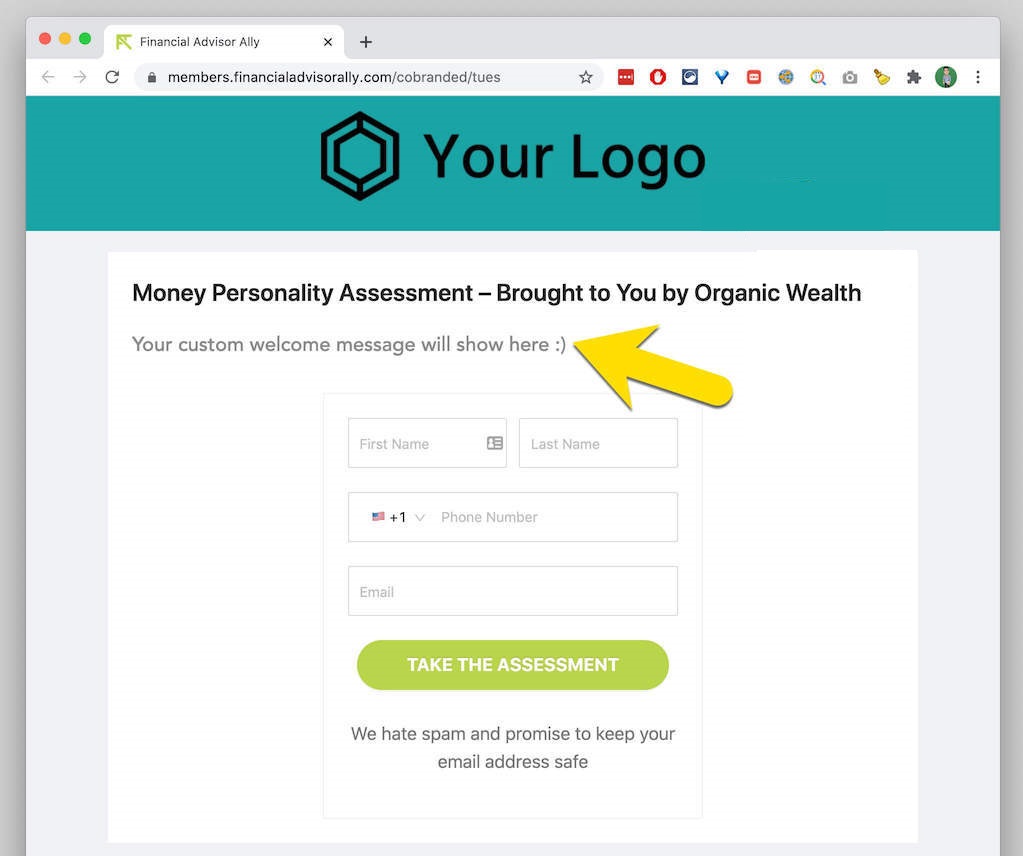 Financial Advisor Ally
members.financialadvisorally.com/cobranded/tues
Your Logo
Money Personality Assessment – Brought to You by Organic Wealth
Your custom welcome message will show here :)
First Name
Last Name
+1 Phone Number
Email
TAKE THE ASSESSMENT
We hate spam and promise to keep your
email address safe